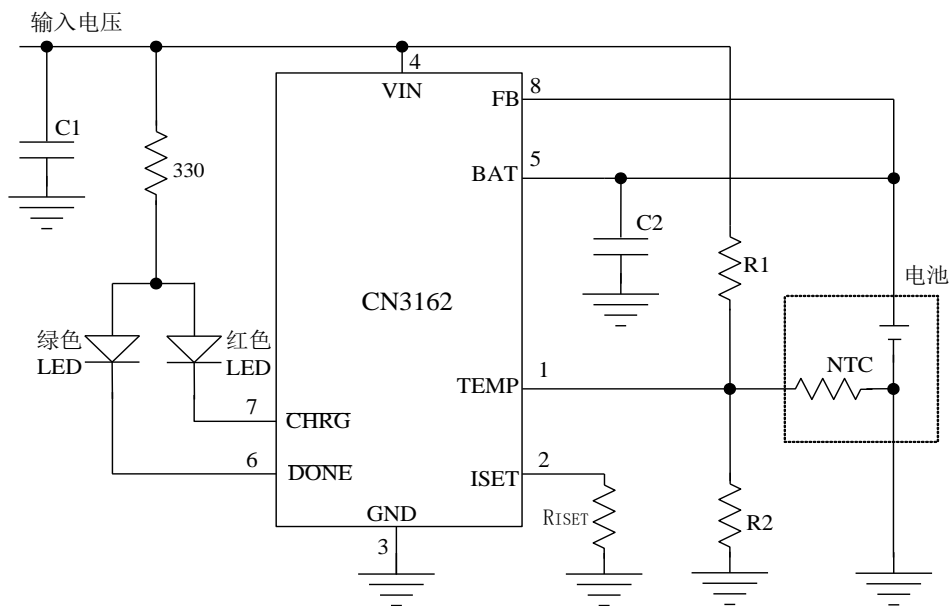 输入电压
4
VIN
8
FB
C1
330
5
BAT
C2
R1
CN3162
电池
绿色
LED
红色
LED
NTC
1
TEMP
7
CHRG
6
DONE
2
ISET
RISET
GND
3
R2